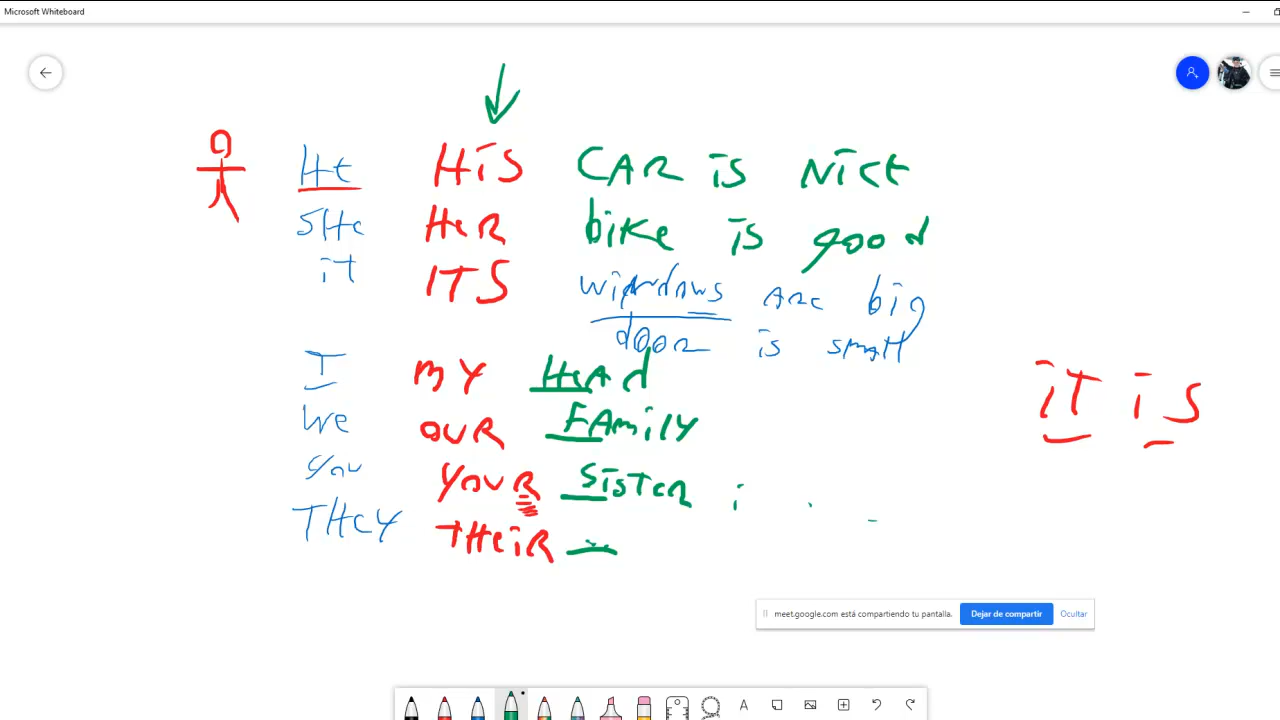 Microsoft Whiteboard
He HiS CAR is Nice
SHe HeR bike is good
it ITS windows ARe big
door is small
I MY HeAd
We OUR FAmily
You YouR SisTeR i
THeY THeiR
iT is
meet.google.com está compartiendo tu pantalla. Dejar de compartir Ocultar
A